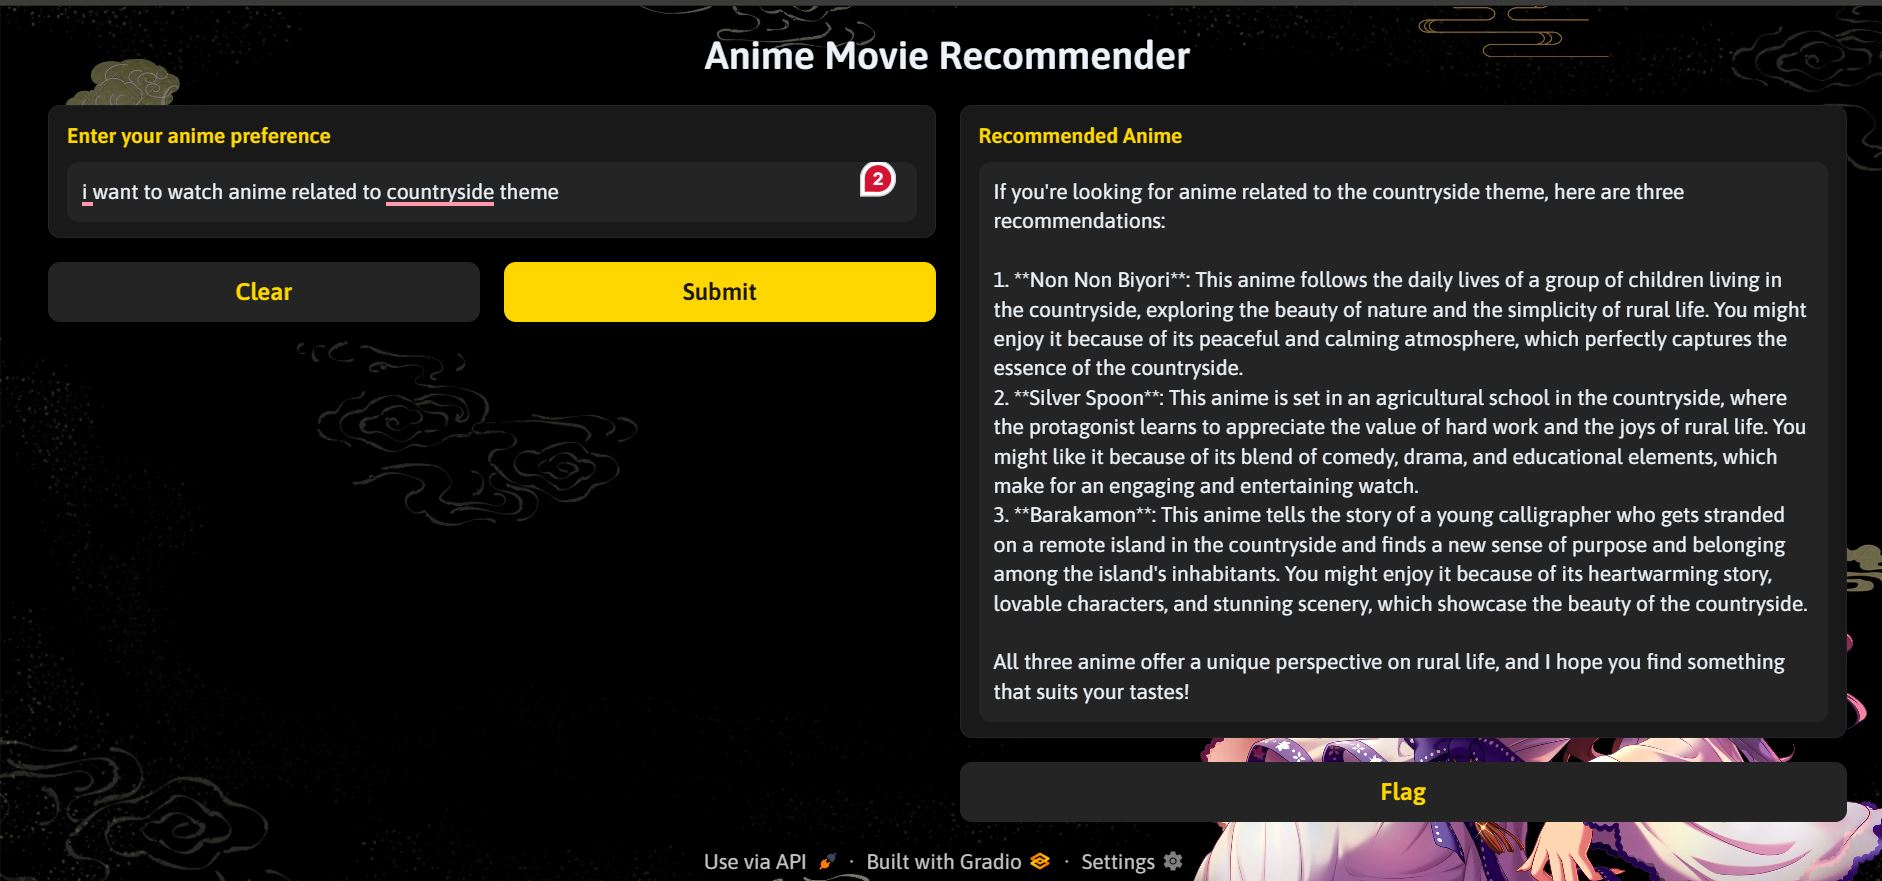 Anime Movie Recommender
Enter your anime preference
i want to watch anime related to countryside theme
2
Clear
Submit
Recommended Anime
If you're looking for anime related to the countryside theme, here are three
recommendations:
1. **Non Non Biyori**: This anime follows the daily lives of a group of children living in
the countryside, exploring the beauty of nature and the simplicity of rural life. You might
enjoy it because of its peaceful and calming atmosphere, which perfectly captures the
essence of the countryside.
2. **Silver Spoon**: This anime is set in an agricultural school in the countryside, where
the protagonist learns to appreciate the value of hard work and the joys of rural life. You
might like it because of its blend of comedy, drama, and educational elements, which
make for an engaging and entertaining watch.
3. **Barakamon**: This anime tells the story of a young calligrapher who gets stranded
on a remote island in the countryside and finds a new sense of purpose and belonging
among the island's inhabitants. You might enjoy it because of its heartwarming story,
lovable characters, and stunning scenery, which showcase the beauty of the countryside.
All three anime offer a unique perspective on rural life, and I hope you find something
that suits your tastes!
Flag
Use via API · Built with Gradio · Settings